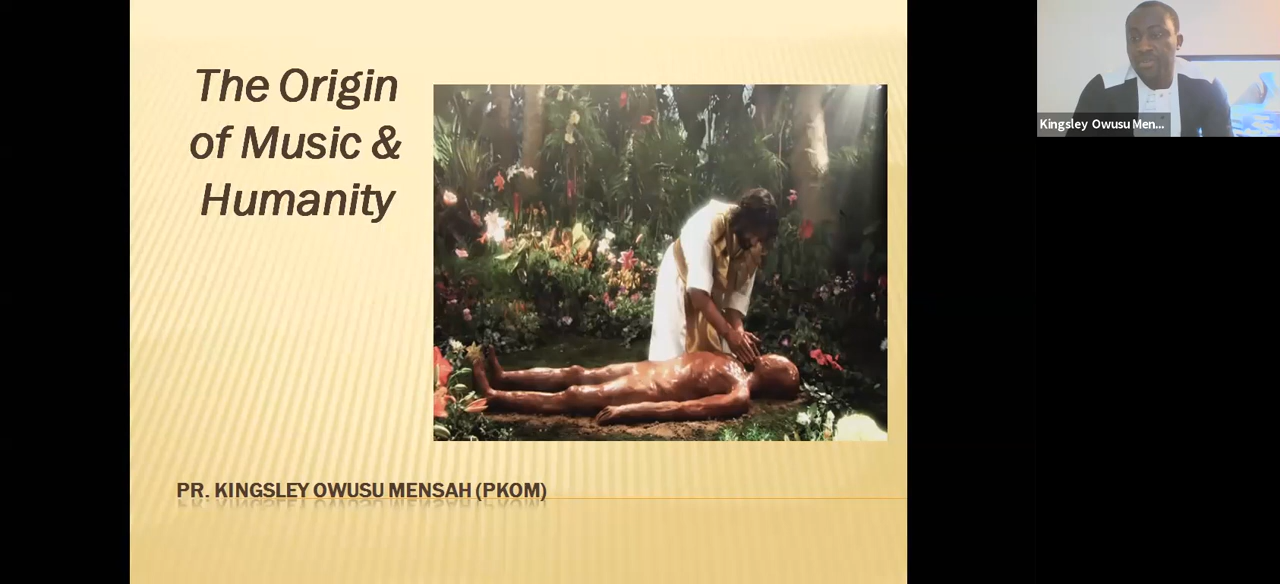 The Origin
of Music &
Humanity
PR. KINGSLEY OWUSU MENSAH (PKOM)
Kingsley Owusu Men...